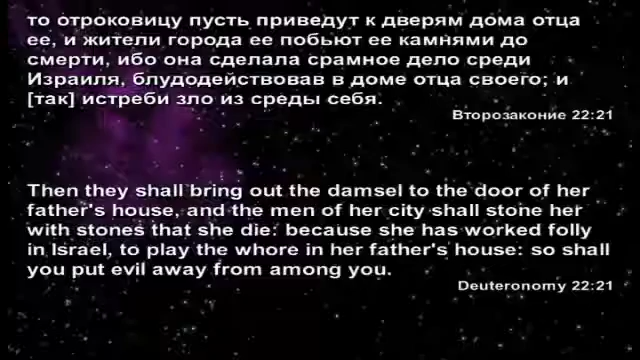 то отроковицу пусть приведут к дверям дома отца
ее, и жители города ее побьют ее камнями до
смерти, ибо она сделала срамное дело среди
Израиля, блудодействовав в доме отца своего; и
[так] истреби зло из среды себя.
Второзаконие 22:21
Then they shall bring out the damsel to the door of her
father's house, and the men of her city shall stone her
with stones that she die: because she has worked folly
in Israel, to play the whore in her father's house: so shall
you put evil away from among you.
Deuteronomy 22:21